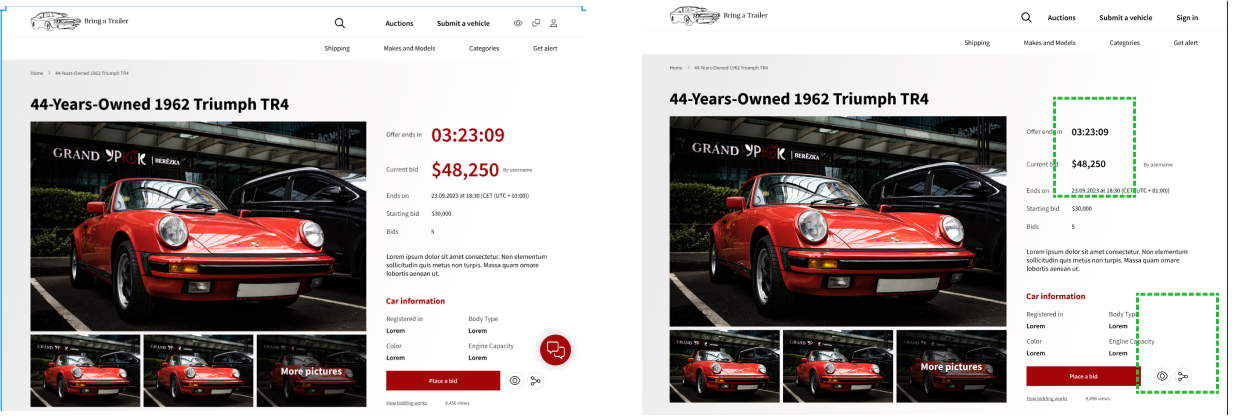 Bring a Trailer
Auctions
Submit a vehicle
Shipping
Makes and Models
Categories
Get alert
Home > 44-Years-Owned 1962 Triumph TR4
44-Years-Owned 1962 Triumph TR4
GRAND УРЮК | BERЁZKA
Offer ends in 03:23:09
Current bid $48,250 By username
Ends on 23.09.2023 at 18:30 (CET (UTC + 01:00))
Starting bid $30,000
Bids 5
Lorem ipsum dolor sit amet consectetur. Non elementum
sollicitudin quis metus non turpis. Massa quam ornare
lobortis aenean ut.
Car information
Registered in Body Type
Lorem Lorem
Color Engine Capacity
Lorem Lorem
More pictures
Place a bid
How bidding works 8,456 views
Bring a Trailer
Auctions
Submit a vehicle
Sign in
Shipping
Makes and Models
Categories
Get alert
Home > 44-Years-Owned 1962 Triumph TR4
44-Years-Owned 1962 Triumph TR4
GRAND УРЮК | BERЁZKA
Offer ends in 03:23:09
Current bid $48,250 By username
Ends on 23.09.2023 at 18:30 (CET (UTC + 01:00))
Starting bid $30,000
Bids 5
Lorem ipsum dolor sit amet consectetur. Non elementum
sollicitudin quis metus non turpis. Massa quam ornare
lobortis aenean ut.
Car information
Registered in Body Type
Lorem Lorem
Color Engine Capacity
Lorem Lorem
More pictures
Place a bid
How bidding works 8,456 views